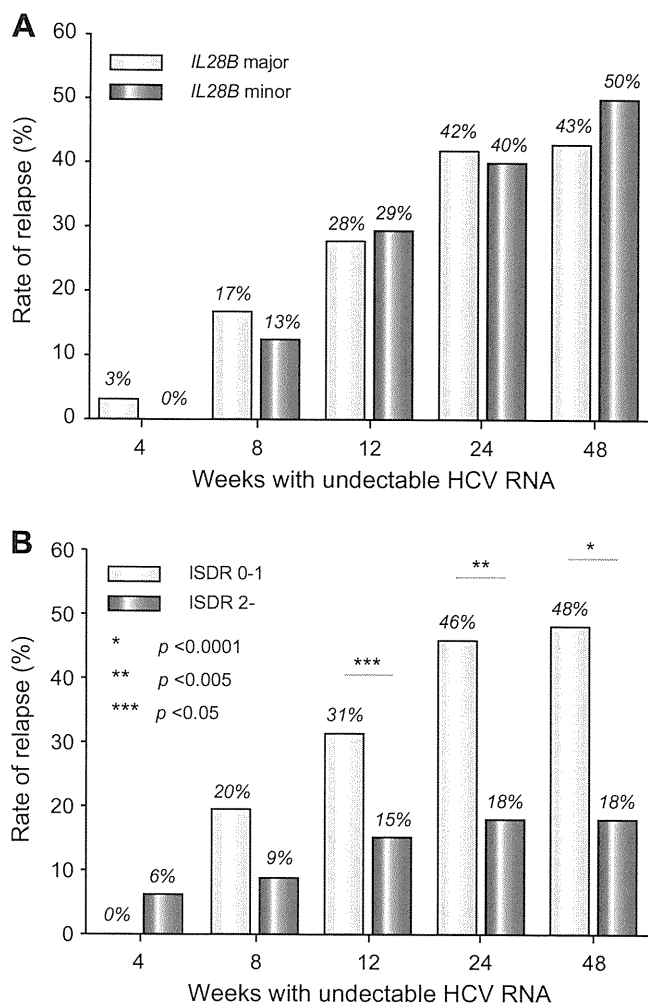 A
60
50
40
30
20
10
0
Rate of relapse (%)
IL28B major
IL28B minor
3%
0%
17%
13%
28%
29%
42%
40%
43%
50%
4 8 12 24 48
Weeks with undectable HCV RNA
B
60
50
40
30
20
10
0
Rate of relapse (%)
ISDR 0-1
ISDR 2-
* p <0.0001
** p <0.005
*** p <0.05
0%
6%
20%
9%
***
31%
15%
**
46%
18%
*
48%
18%
4 8 12 24 48
Weeks with undectable HCV RNA